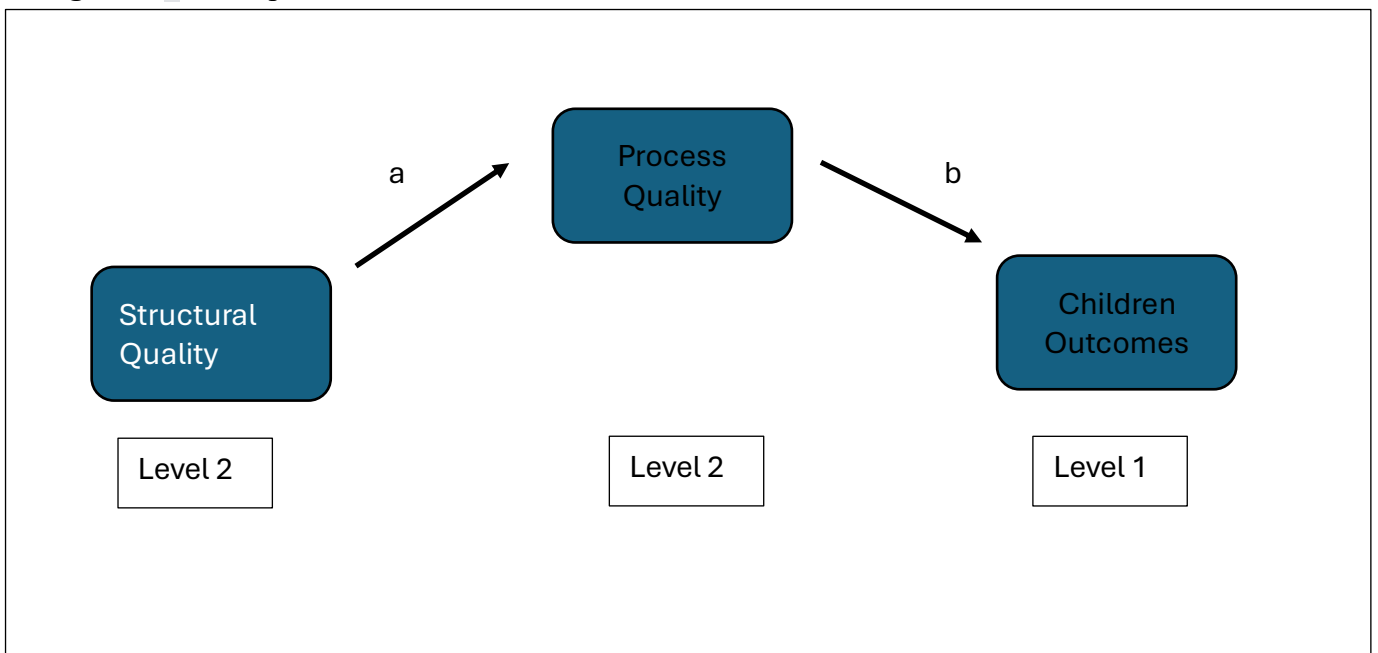 a
b
Process
Quality
Structural
Quality
Children
Outcomes
Level 2
Level 2
Level 1